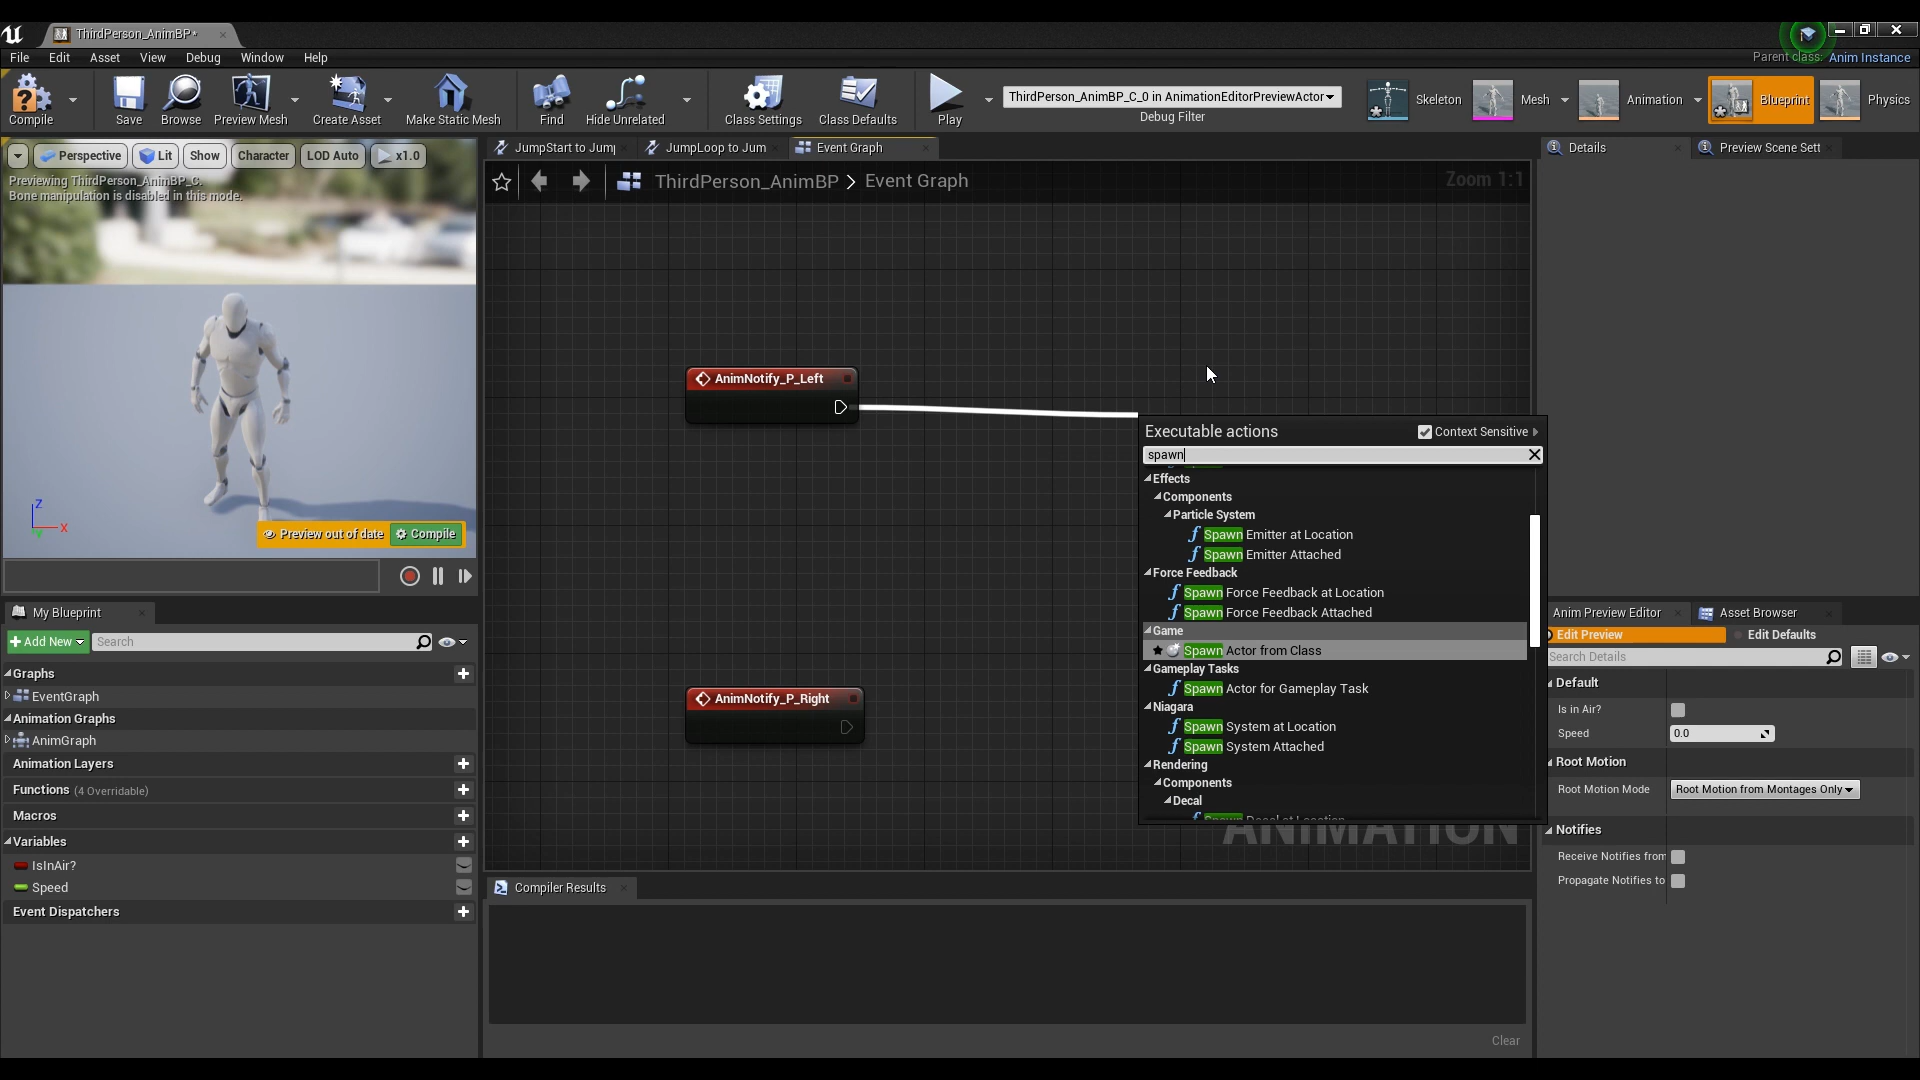 ThirdPerson_AnimBP*
File Edit Asset View Debug Window Help
Parent class: Anim Instance
Compile
Save
Browse
Preview Mesh
Create Asset
Make Static Mesh
Find
Hide Unrelated
Class Settings
Class Defaults
Play
ThirdPerson_AnimBP_C_0 in AnimationEditorPreviewActor
Debug Filter
Skeleton
Mesh
Animation
Blueprint
Physics
Perspective Lit Show Character LOD Auto x1.0
Previewing ThirdPerson_AnimBP_C.
Bone manipulation is disabled in this mode.
Z
X
Preview out of date Compile
My Blueprint
Add New Search
Graphs
EventGraph
Animation Graphs
AnimGraph
Animation Layers
Functions (4 Overridable)
Macros
Variables
IsInAir?
Speed
Event Dispatchers
JumpStart to Jump JumpLoop to Jum Event Graph
ThirdPerson_AnimBP > Event Graph
Zoom 1:1
AnimNotify_P_Left
AnimNotify_P_Right
Executable actions Context Sensitive
spawn
Effects
Components
Particle System
Spawn Emitter at Location
Spawn Emitter Attached
Force Feedback
Spawn Force Feedback at Location
Spawn Force Feedback Attached
Game
Spawn Actor from Class
Gameplay Tasks
Spawn Actor for Gameplay Task
Niagara
Spawn System at Location
Spawn System Attached
Rendering
Components
Decal
Spawn Decal at Location
ANIMATION
Compiler Results
Clear
Details Preview Scene Sett
Anim Preview Editor Asset Browser
Edit Preview Edit Defaults
Search Details
Default
Is in Air?
Speed 0.0
Root Motion
Root Motion Mode Root Motion from Montages Only
Notifies
Receive Notifies from
Propagate Notifies to